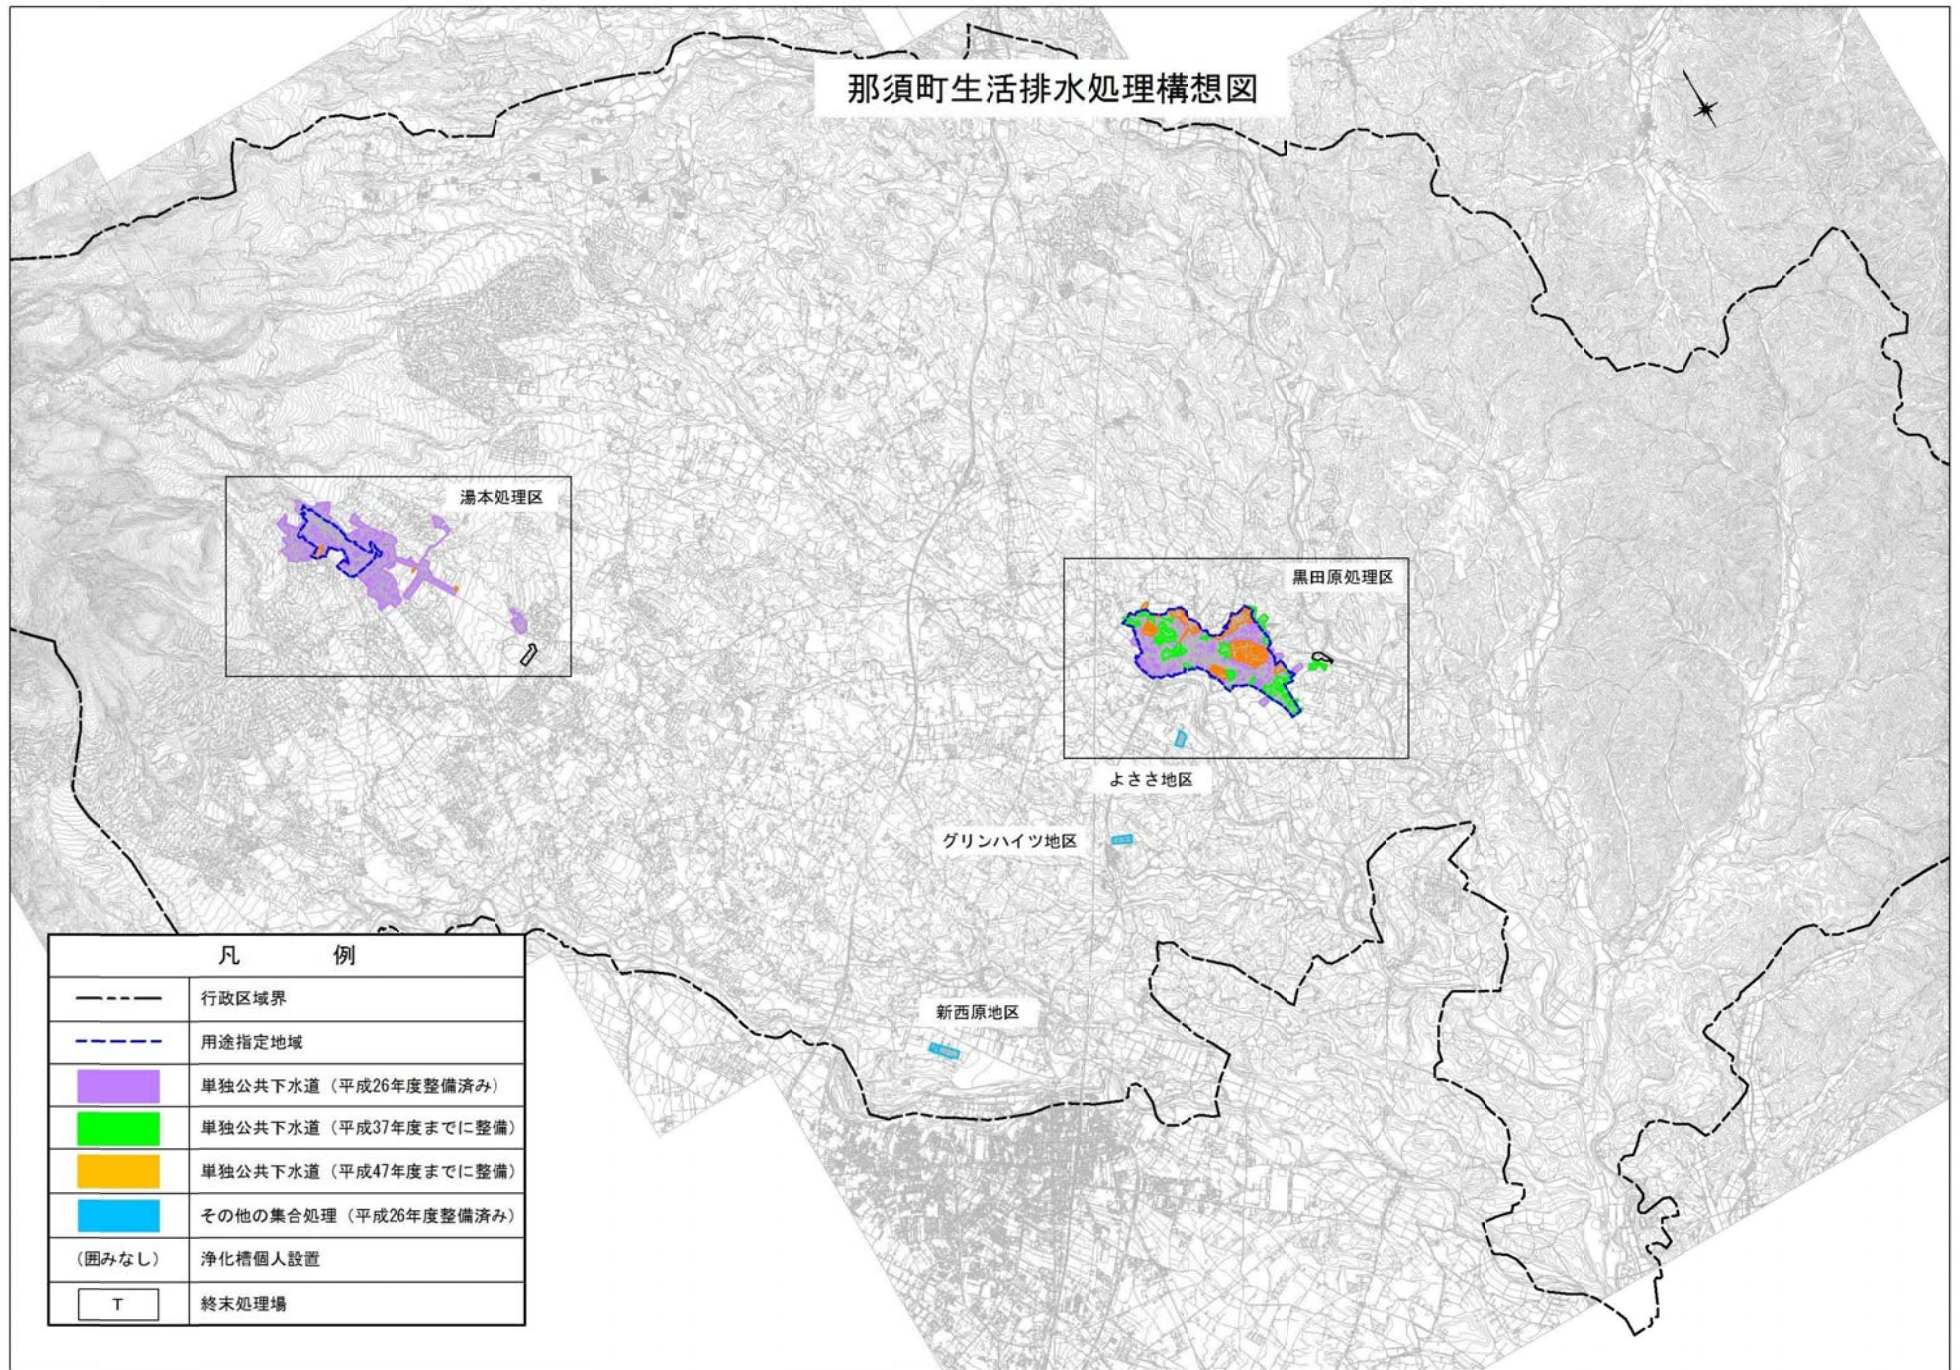 那須町生活排水処理構想図
湯本処理区
黒田原処理区
よささ地区
グリンハイツ地区
新西原地区
凡 例
行政区域界
用途指定地域
単独公共下水道（平成26年度整備済み）
単独公共下水道（平成37年度までに整備）
単独公共下水道（平成47年度までに整備）
その他の集合処理（平成26年度整備済み）
（囲みなし） 浄化槽個人設置
T 終末処理場